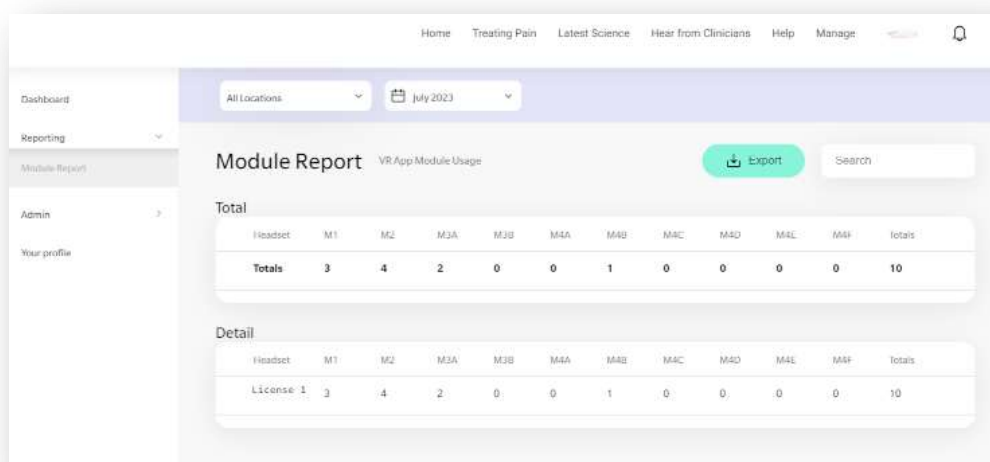 Home Treating Pain Latest Science Hear from Clinicians Help Manage
Dashboard
Reporting
Module Report
Admin
Your profile
All Locations
July 2023
Module Report VR App Module Usage
Export
Search
Total
Headset M1 M2 M3A M3B M4A M4B M4C M4D M4E M4F Totals
Totals 3 4 2 0 0 1 0 0 0 0 10
Detail
Headset M1 M2 M3A M3B M4A M4B M4C M4D M4E M4F Totals
License 1 3 4 2 0 0 1 0 0 0 0 10